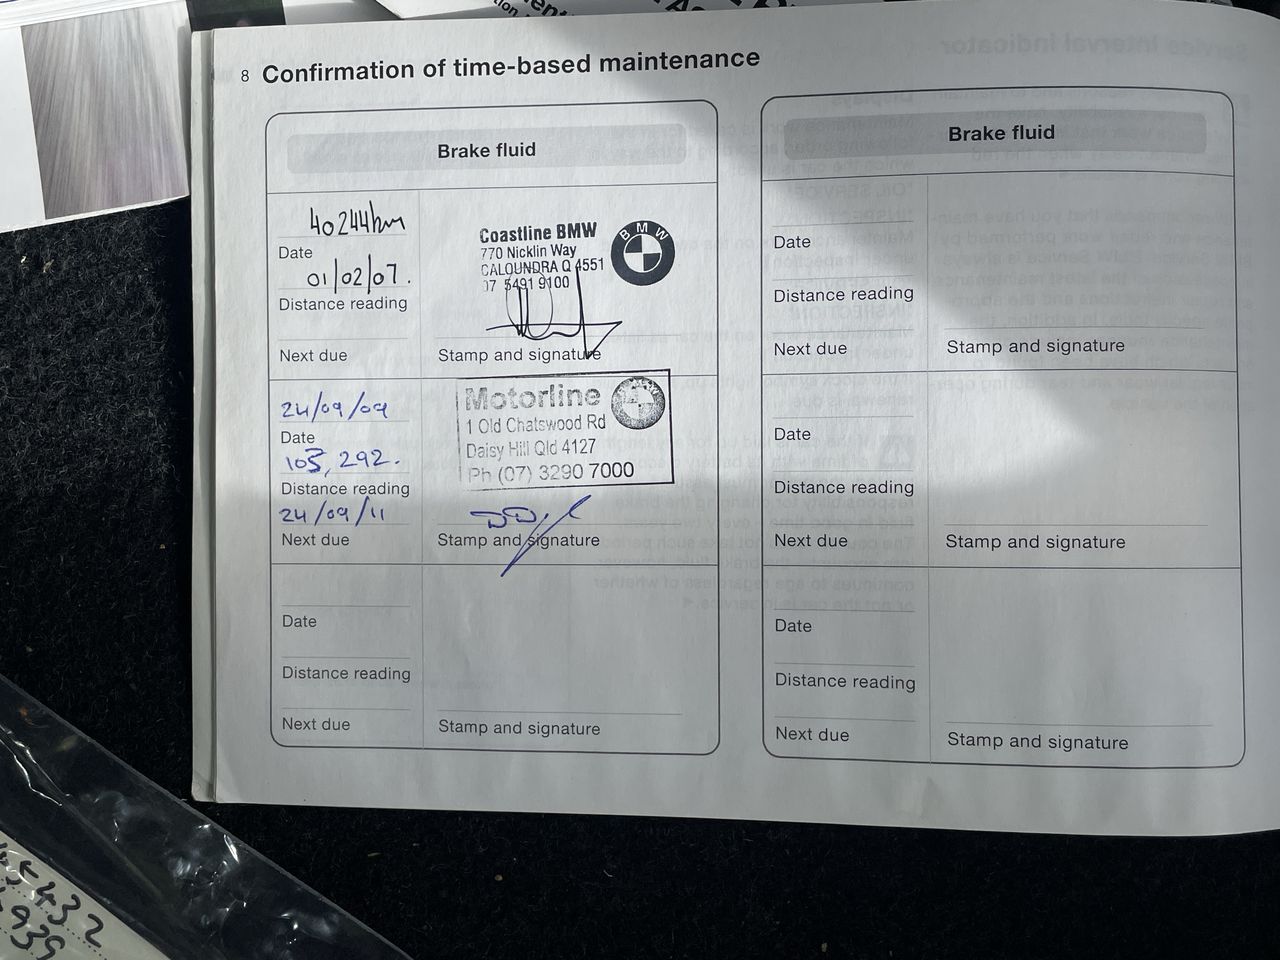 8 Confirmation of time-based maintenance
Brake fluid
40244km
Date
01/02/07.
Distance reading
Next due
Coastline BMW
770 Nicklin Way
CALOUNDRA Q 4551
07 5491 9100
BMW
Stamp and signature
24/09/09
Date
103,292.
Distance reading
24/09/11
Next due
Motorline
1 Old Chatswood Rd
Daisy Hill Qld 4127
Ph (07) 3290 7000
Stamp and signature
Date
Distance reading
Next due
Stamp and signature
Brake fluid
Date
Distance reading
Next due
Stamp and signature
Date
Distance reading
Next due
Stamp and signature
Date
Distance reading
Next due
Stamp and signature